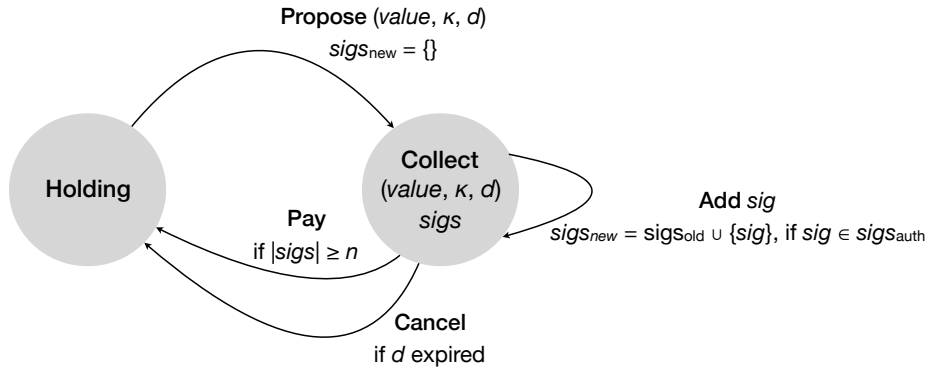 Propose (value, κ, d)
sigsnew = {}
Holding
Collect
(value, κ, d)
sigs
Add sig
sigsnew = sigsold ∪ {sig}, if sig ∈ sigsauth
Pay
if |sigs| ≥ n
Cancel
if d expired